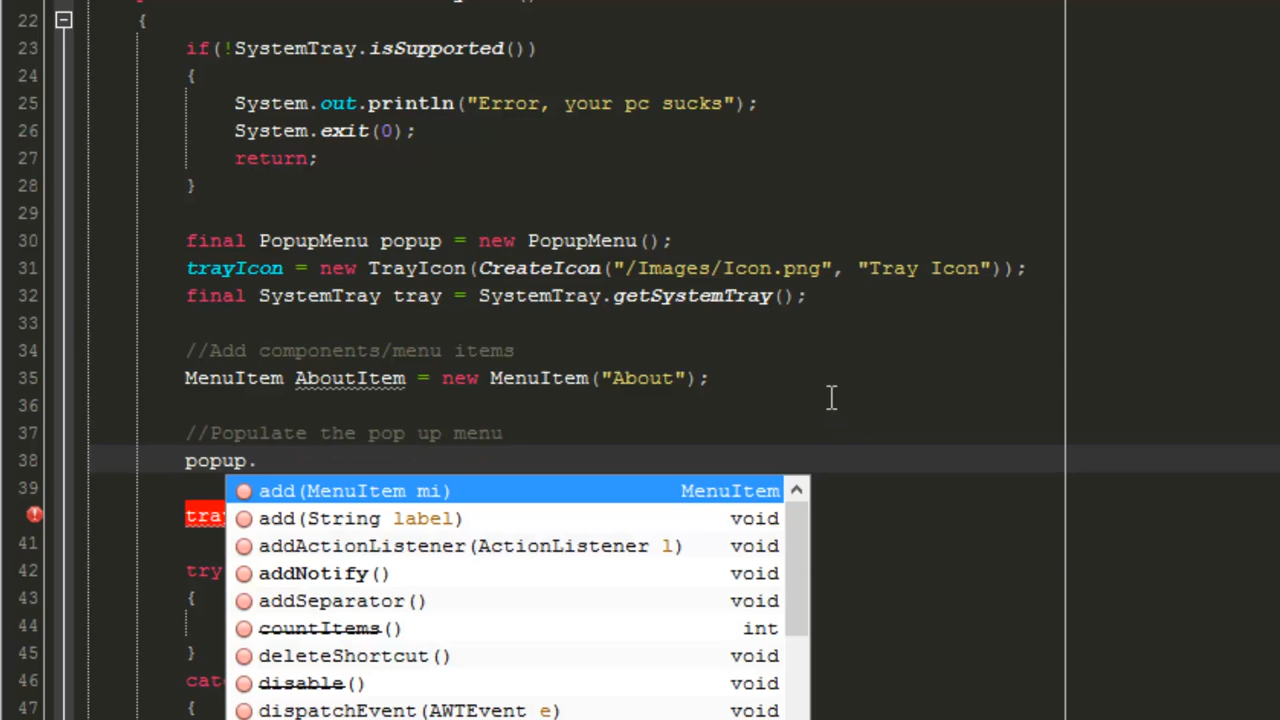 22 {
23 if(!SystemTray.isSupported())
24 {
25 System.out.println("Error, your pc sucks");
26 System.exit(0);
27 return;
28 }
29
30 final PopupMenu popup = new PopupMenu();
31 trayIcon = new TrayIcon(CreateIcon("/Images/Icon.png", "Tray Icon"));
32 final SystemTray tray = SystemTray.getSystemTray();
33
34 //Add components/menu items
35 MenuItem AboutItem = new MenuItem("About");
36
37 //Populate the pop up menu
38 popup.
39 add(MenuItem mi) MenuItem
tray add(String label) void
41 addActionListener(ActionListener l) void
42 try addNotify() void
43 { addSeparator() void
44 countItems() int
45 } deleteShortcut() void
46 disable() void
47 { dispatchEvent(AWTEvent e) void